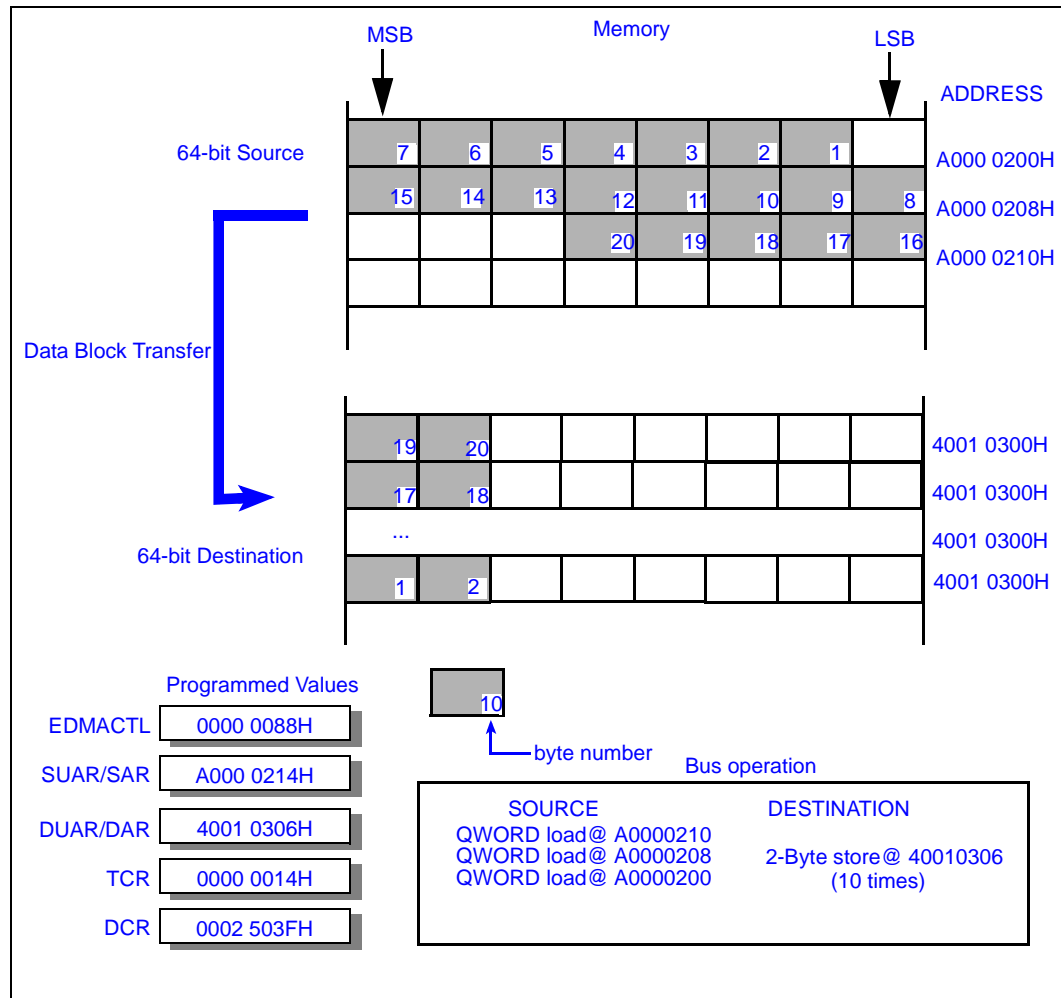 MSB Memory LSB
ADDRESS
64-bit Source 7 6 5 4 3 2 1 A000 0200H
15 14 13 12 11 10 9 8 A000 0208H
20 19 18 17 16 A000 0210H
Data Block Transfer
19 20 4001 0300H
17 18 4001 0300H
... 4001 0300H
64-bit Destination
1 2 4001 0300H
Programmed Values
10
byte number
EDMACTL 0000 0088H
SUAR/SAR A000 0214H
DUAR/DAR 4001 0306H
TCR 0000 0014H
DCR 0002 503FH
Bus operation
SOURCE DESTINATION
QWORD load@ A0000210
QWORD load@ A0000208 2-Byte store@ 40010306
QWORD load@ A0000200 (10 times)